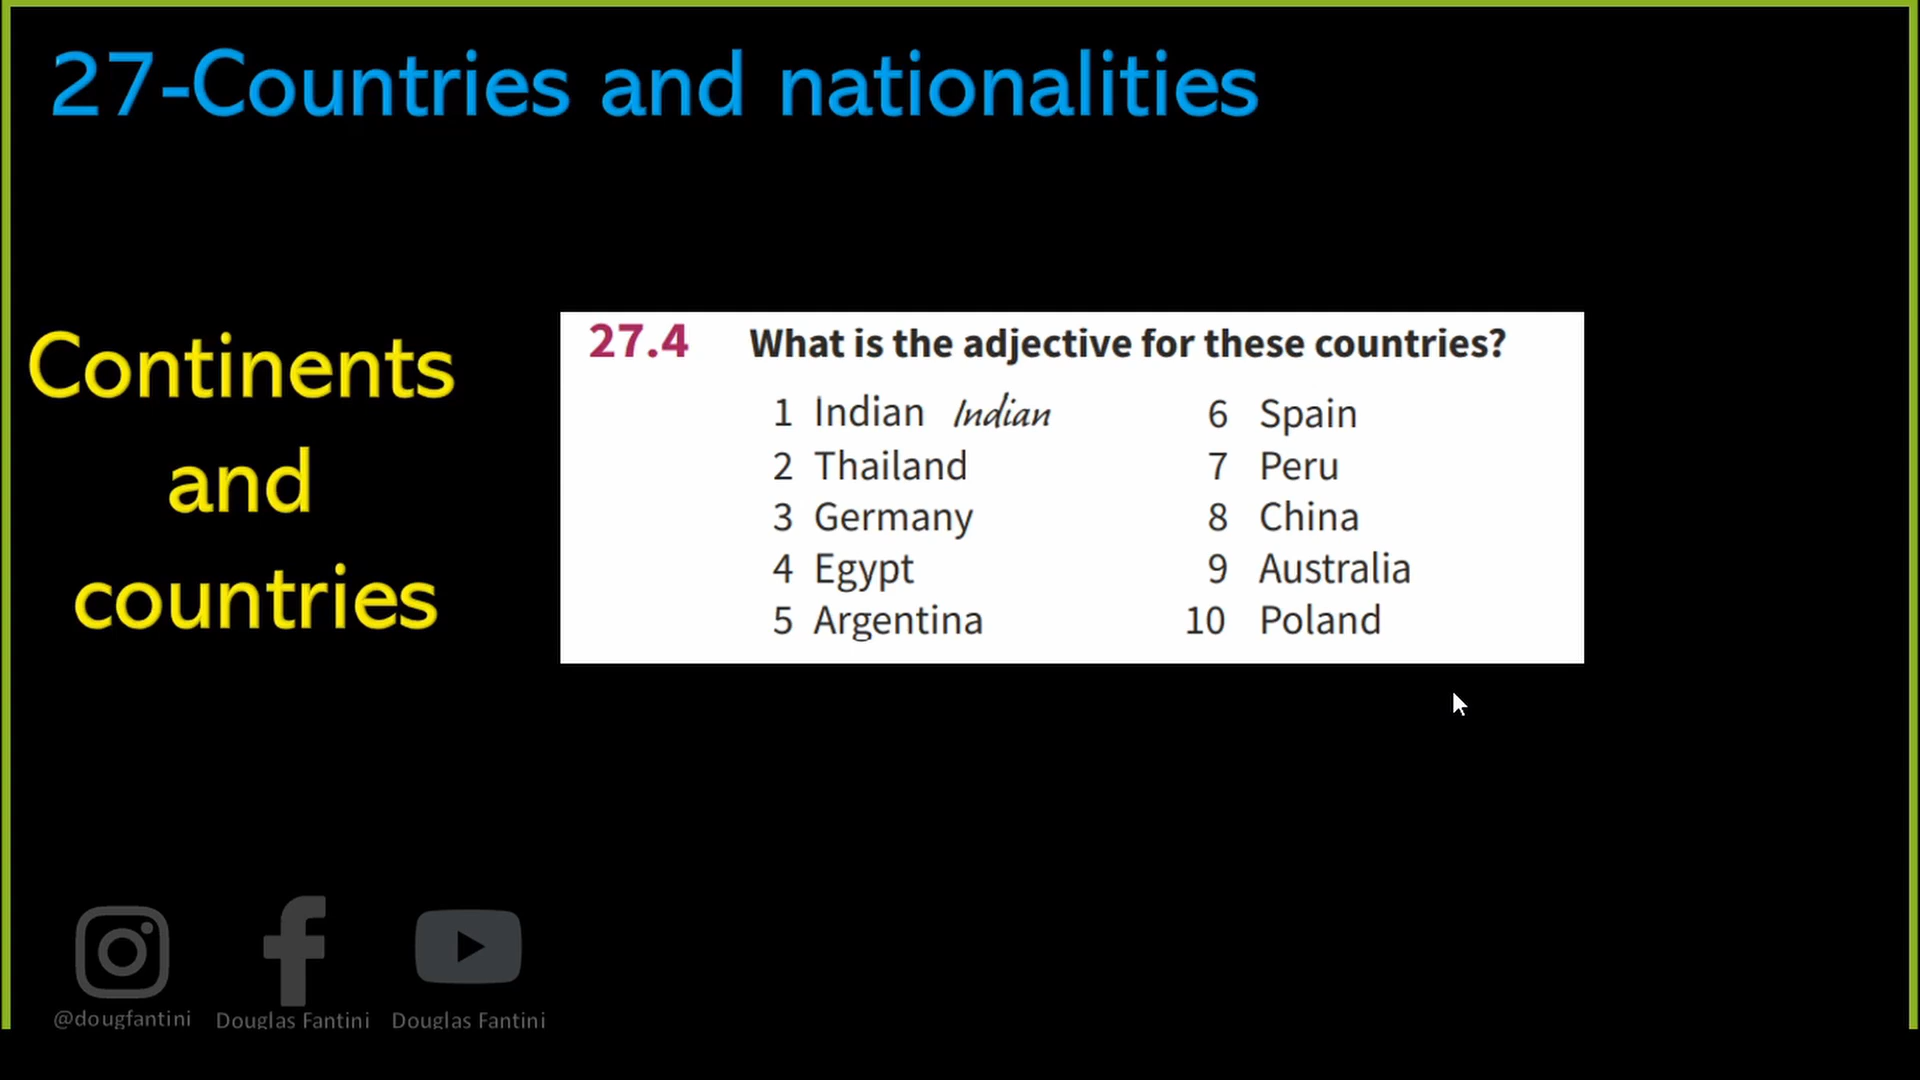 27-Countries and nationalities
Continents
and
countries
27.4 What is the adjective for these countries?
1 Indian Indian
2 Thailand
3 Germany
4 Egypt
5 Argentina
6 Spain
7 Peru
8 China
9 Australia
10 Poland
@dougfantini
Douglas Fantini
Douglas Fantini